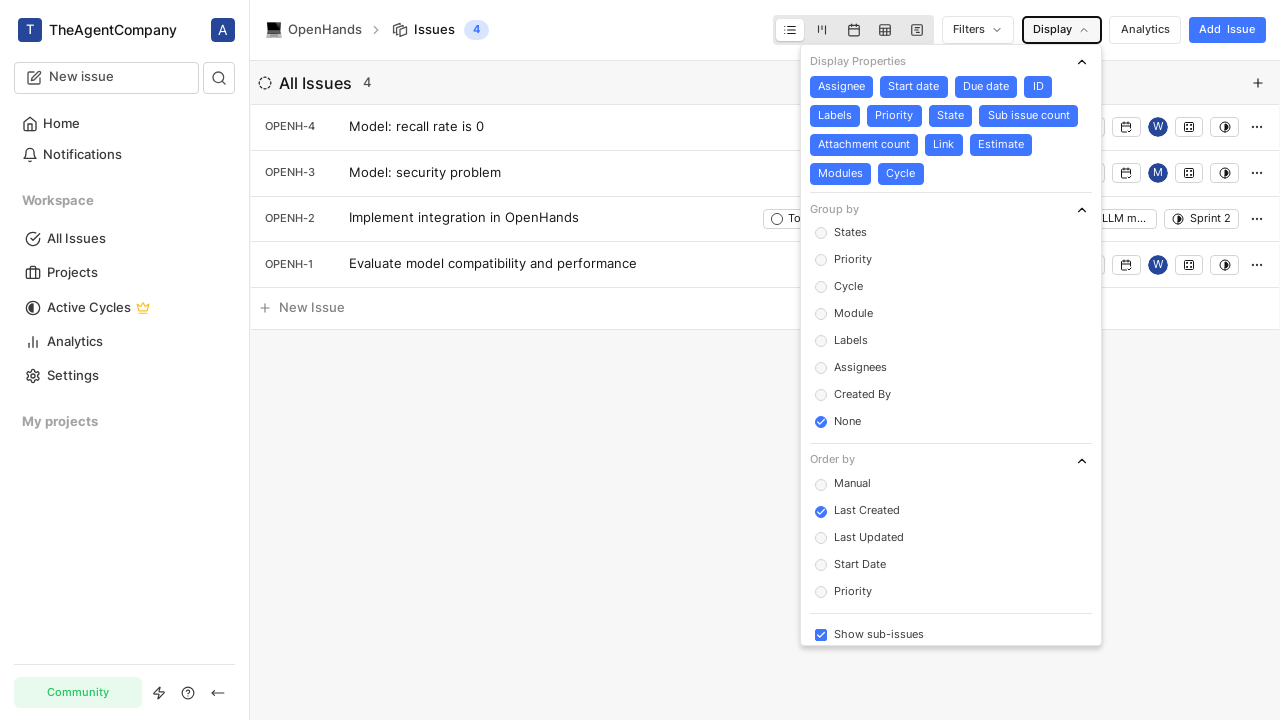 T TheAgentCompany A
OpenHands Issues 4
Filters Display Analytics Add Issue
New issue
Home
Notifications
Workspace
All Issues
Projects
Active Cycles
Analytics
Settings
My projects
Community
All Issues 4
OPENH-4 Model: recall rate is 0 W
OPENH-3 Model: security problem M
OPENH-2 Implement integration in OpenHands To LLM m... Sprint 2
OPENH-1 Evaluate model compatibility and performance W
New Issue
Display Properties
Assignee Start date Due date ID
Labels Priority State Sub issue count
Attachment count Link Estimate
Modules Cycle
Group by
States
Priority
Cycle
Module
Labels
Assignees
Created By
None
Order by
Manual
Last Created
Last Updated
Start Date
Priority
Show sub-issues